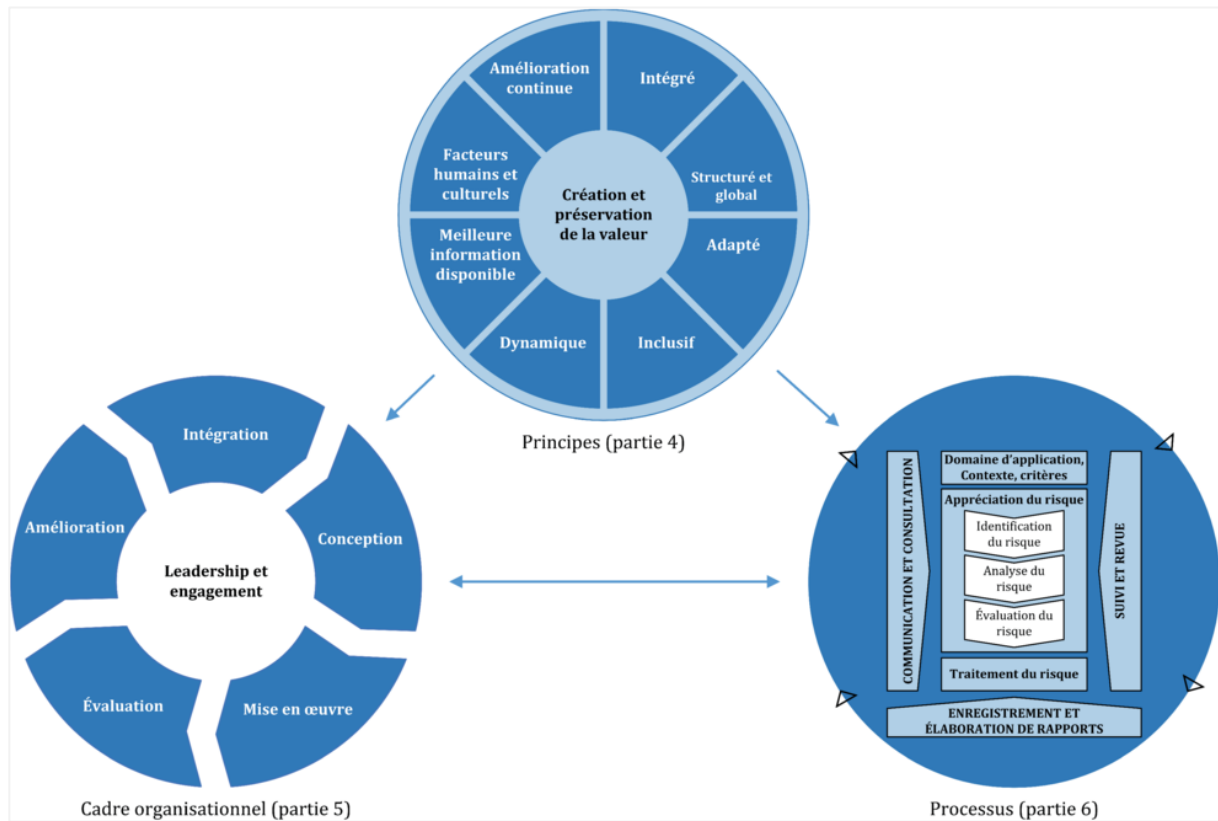 Amélioration
continue
Intégré
Facteurs
humains et
culturels
Structuré et
global
Création et
préservation
de la valeur
Meilleure
information
disponible
Adapté
Dynamique
Inclusif
Principes (partie 4)
Intégration
Amélioration
Conception
Leadership et
engagement
Évaluation
Mise en œuvre
Cadre organisationnel (partie 5)
COMMUNICATION ET CONSULTATION
Domaine d'application,
Contexte, critères
Appréciation du risque
Identification
du risque
Analyse du
risque
Évaluation du
risque
Traitement du risque
SUIVI ET REVUE
ENREGISTREMENT ET
ÉLABORATION DE RAPPORTS
Processus (partie 6)